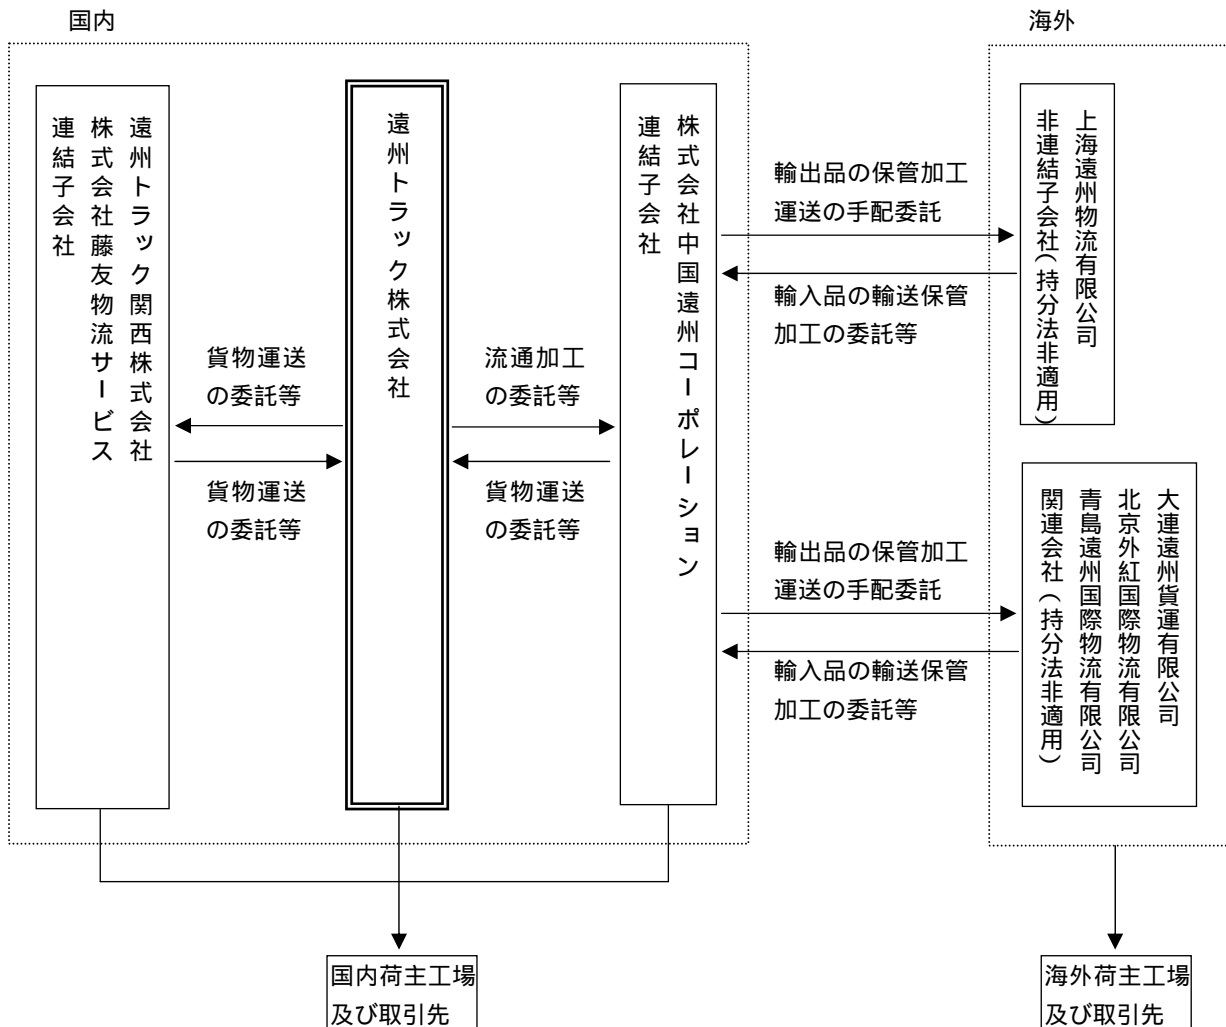 国内
海外
遠州トラック関西株式会社
株式会社藤友物流サービス
連結子会社
貨物運送
の委託等
貨物運送
の委託等
遠州トラック株式会社
流通加工
の委託等
貨物運送
の委託等
株式会社中国遠州コーポレーション
連結子会社
輸出品の保管加工
運送の手配委託
輸入品の輸送保管
加工の委託等
上海遠州物流有限公司
非連結子会社(持分法非適用)
輸出品の保管加工
運送の手配委託
輸入品の輸送保管
加工の委託等
大連遠州貨運有限公司
北京外紅国際物流有限公司
青島遠州国際物流有限公司
関連会社(持分法非適用)
国内荷主工場
及び取引先
海外荷主工場
及び取引先